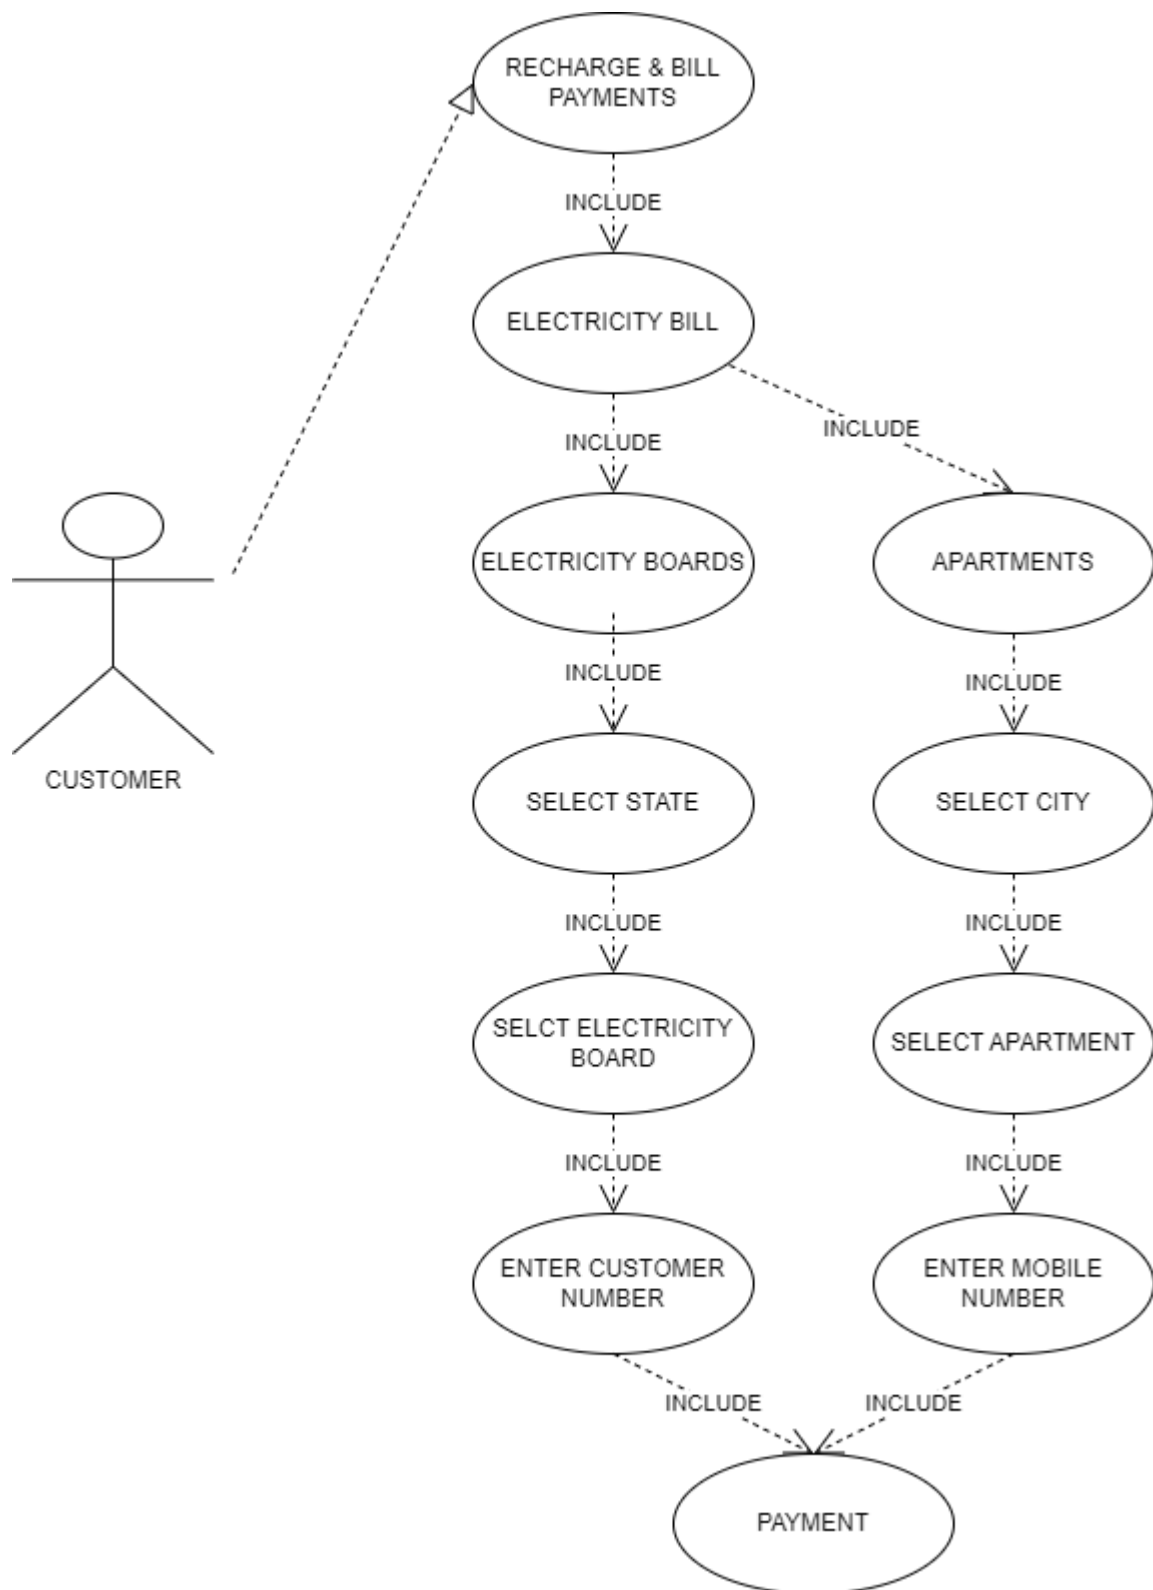 RECHARGE & BILL
PAYMENTS
INCLUDE
ELECTRICITY BILL
INCLUDE
INCLUDE
ELECTRICITY BOARDS
APARTMENTS
INCLUDE
INCLUDE
CUSTOMER
SELECT STATE
SELECT CITY
INCLUDE
INCLUDE
SELCT ELECTRICITY
BOARD
SELECT APARTMENT
INCLUDE
INCLUDE
ENTER CUSTOMER
NUMBER
ENTER MOBILE
NUMBER
INCLUDE
INCLUDE
PAYMENT